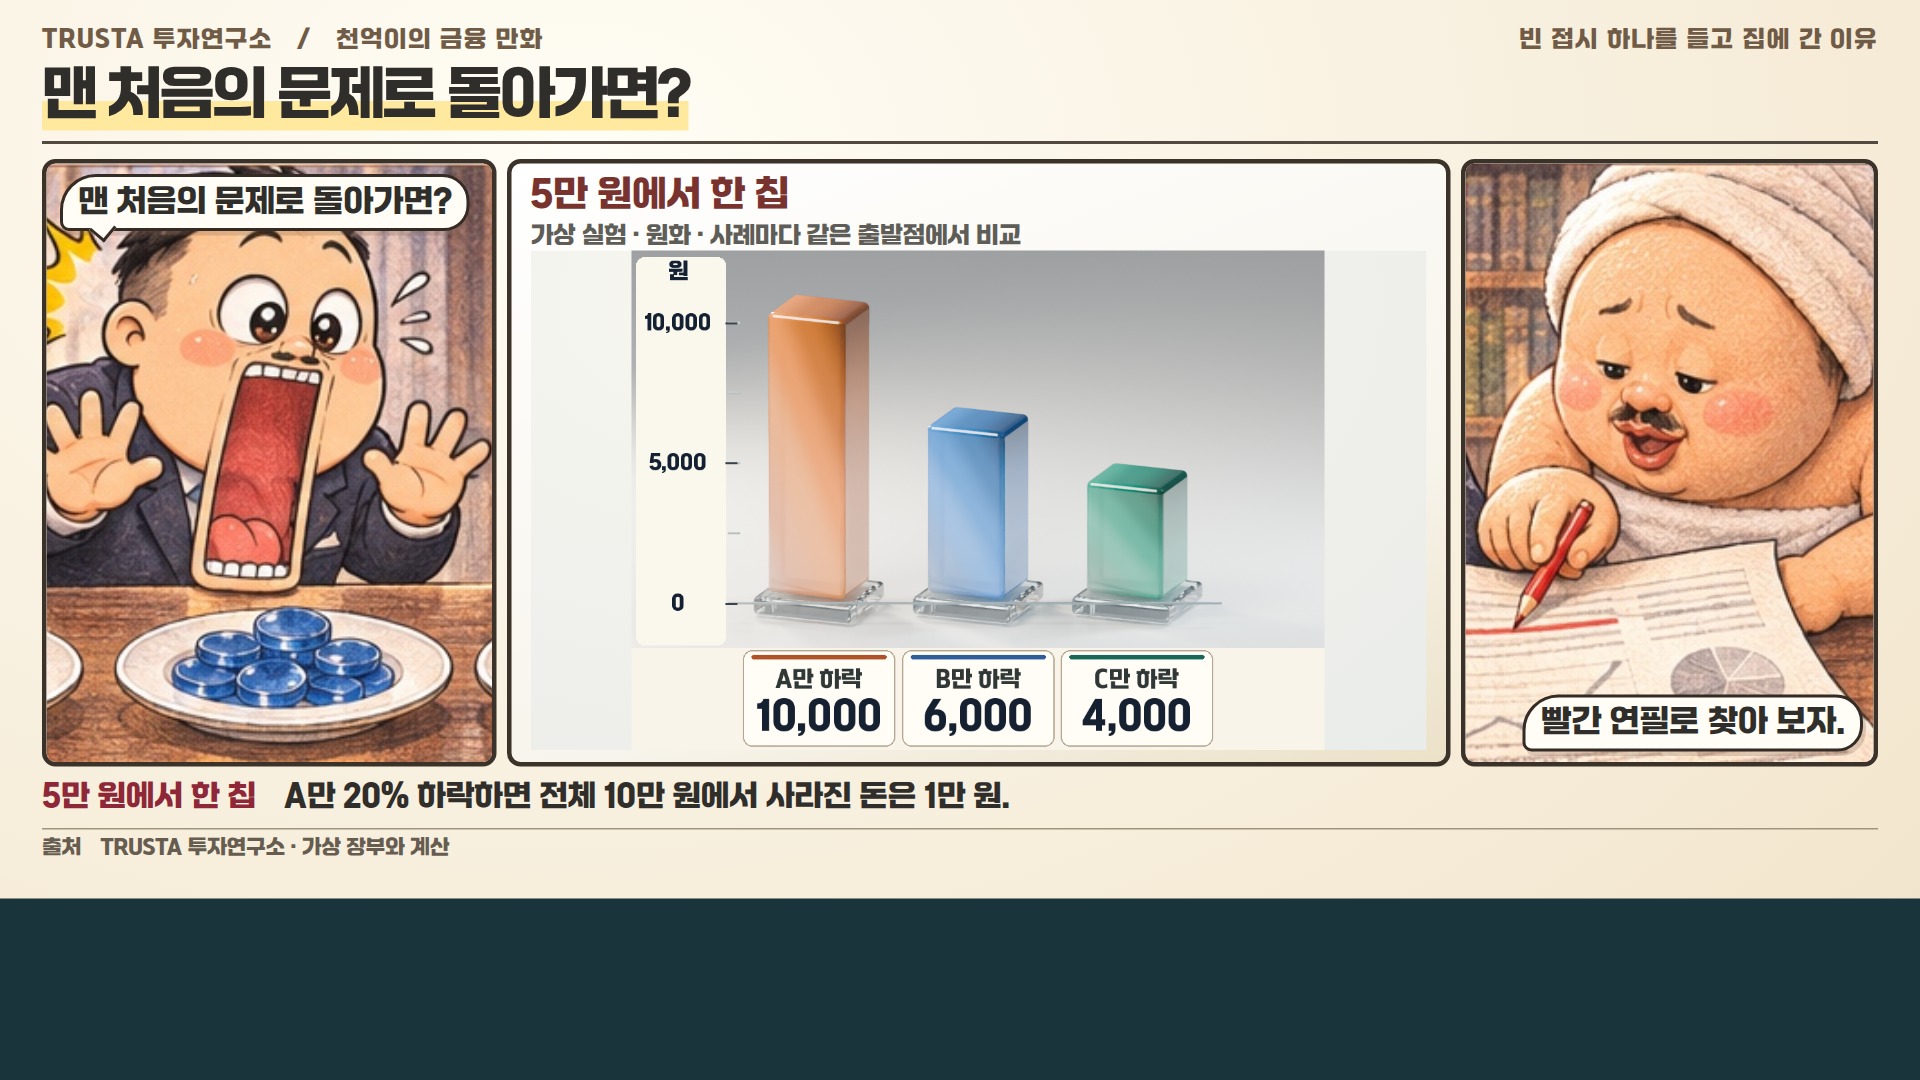 TRUSTA 투자연구소 / 천억이의 금융 만화
빈 접시 하나를 들고 집에 간 이유
맨 처음의 문제로 돌아가면?
맨 처음의 문제로 돌아가면?
5만 원에서 한 칩
가상 실험 · 원화 · 사례마다 같은 출발점에서 비교
원
10,000
5,000
0
A만 하락
10,000
B만 하락
6,000
C만 하락
4,000
빨간 연필로 찾아 보자.
5만 원에서 한 칩 A만 20% 하락하면 전체 10만 원에서 사라진 돈은 1만 원.
출처 TRUSTA 투자연구소 · 가상 장부와 계산